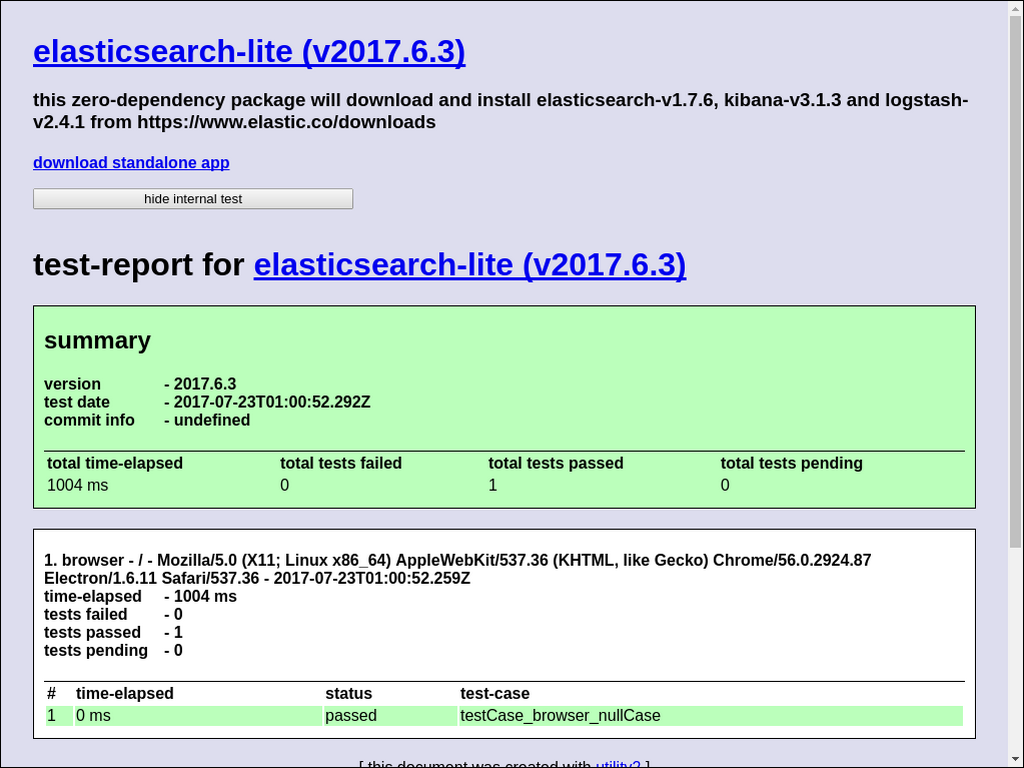 elasticsearch-lite (v2017.6.3)
this zero-dependency package will download and install elasticsearch-v1.7.6, kibana-v3.1.3 and logstash-
v2.4.1 from https://www.elastic.co/downloads
download standalone app
hide internal test
test-report for elasticsearch-lite (v2017.6.3)
summary
version - 2017.6.3
test date - 2017-07-23T01:00:52.292Z
commit info - undefined
total time-elapsed total tests failed total tests passed total tests pending
1004 ms 0 1 0
1. browser - / - Mozilla/5.0 (X11; Linux x86_64) AppleWebKit/537.36 (KHTML, like Gecko) Chrome/56.0.2924.87
Electron/1.6.11 Safari/537.36 - 2017-07-23T01:00:52.259Z
time-elapsed - 1004 ms
tests failed - 0
tests passed - 1
tests pending - 0
# time-elapsed status test-case
1 0 ms passed testCase_browser_nullCase
[ this document was created with utility2 ]